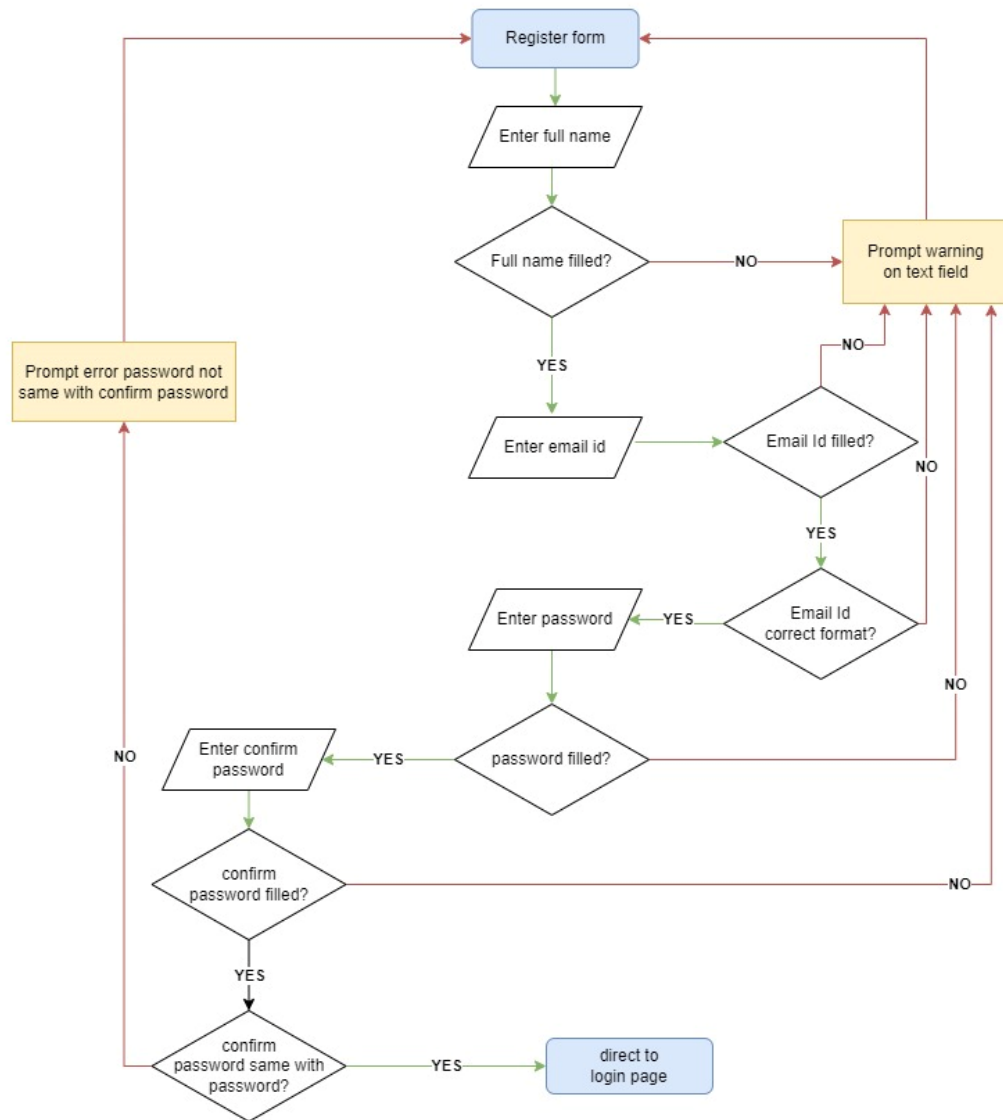 Register form
Enter full name
Full name filled?
NO
Prompt warning
on text field
YES
NO
Prompt error password not
same with confirm password
Enter email id
Email Id filled?
NO
YES
Enter password
YES
Email Id
correct format?
NO
Enter confirm
password
YES
password filled?
NO
confirm
password filled?
NO
YES
confirm
password same with
password?
YES
direct to
login page